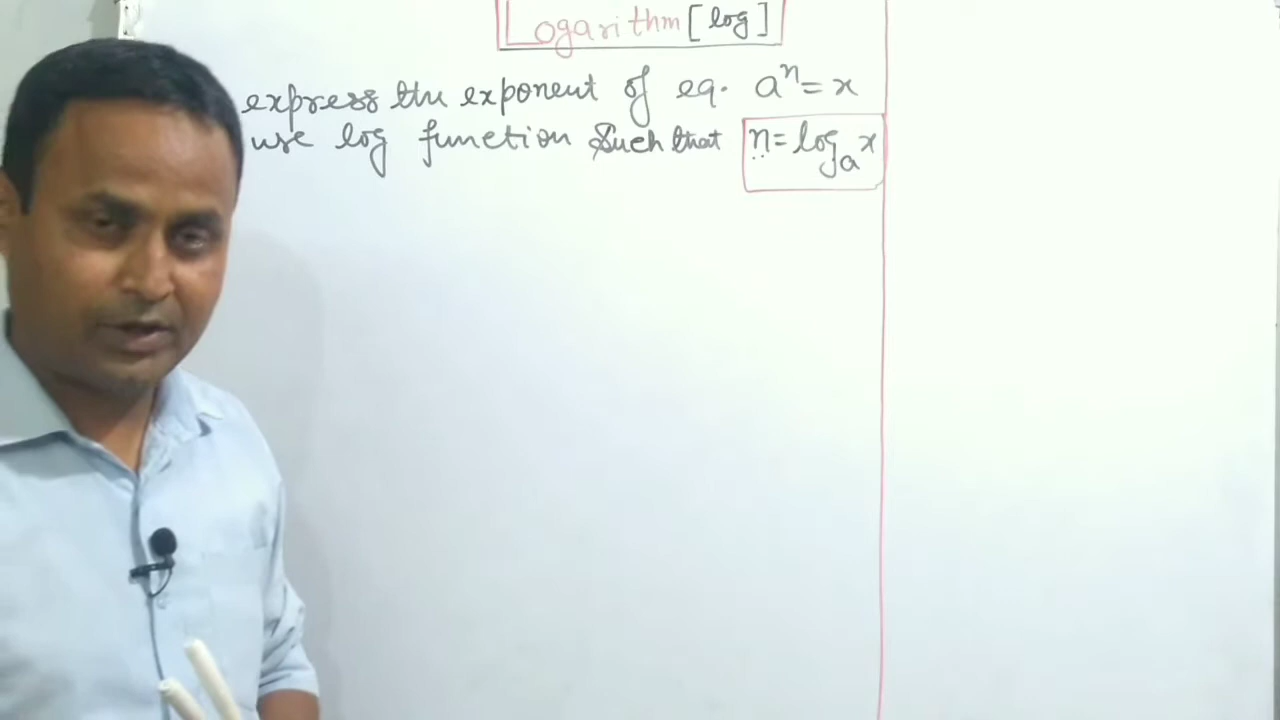 Logarithm [log]
express the exponent of eq. aⁿ = x
use log function Such that n = logₐx